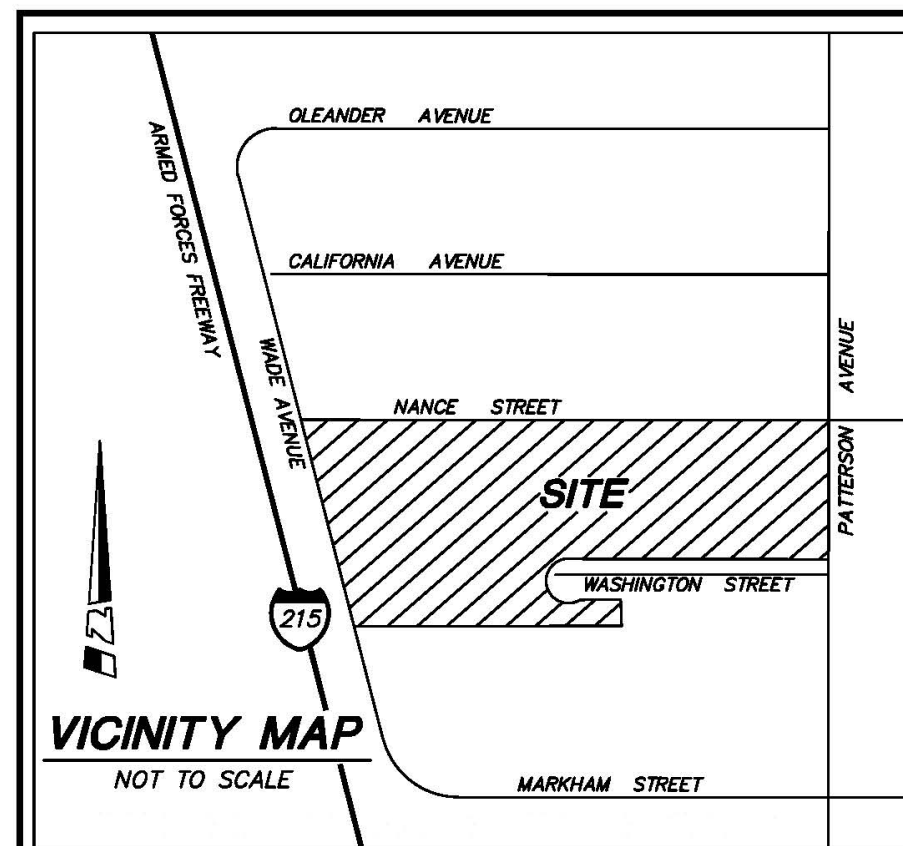 OLEANDER AVENUE
ARMED FORCES FREEWAY
CALIFORNIA AVENUE
WADE AVENUE
NANCE STREET
PATTERSON AVENUE
SITE
WASHINGTON STREET
215
VICINITY MAP
NOT TO SCALE
MARKHAM STREET